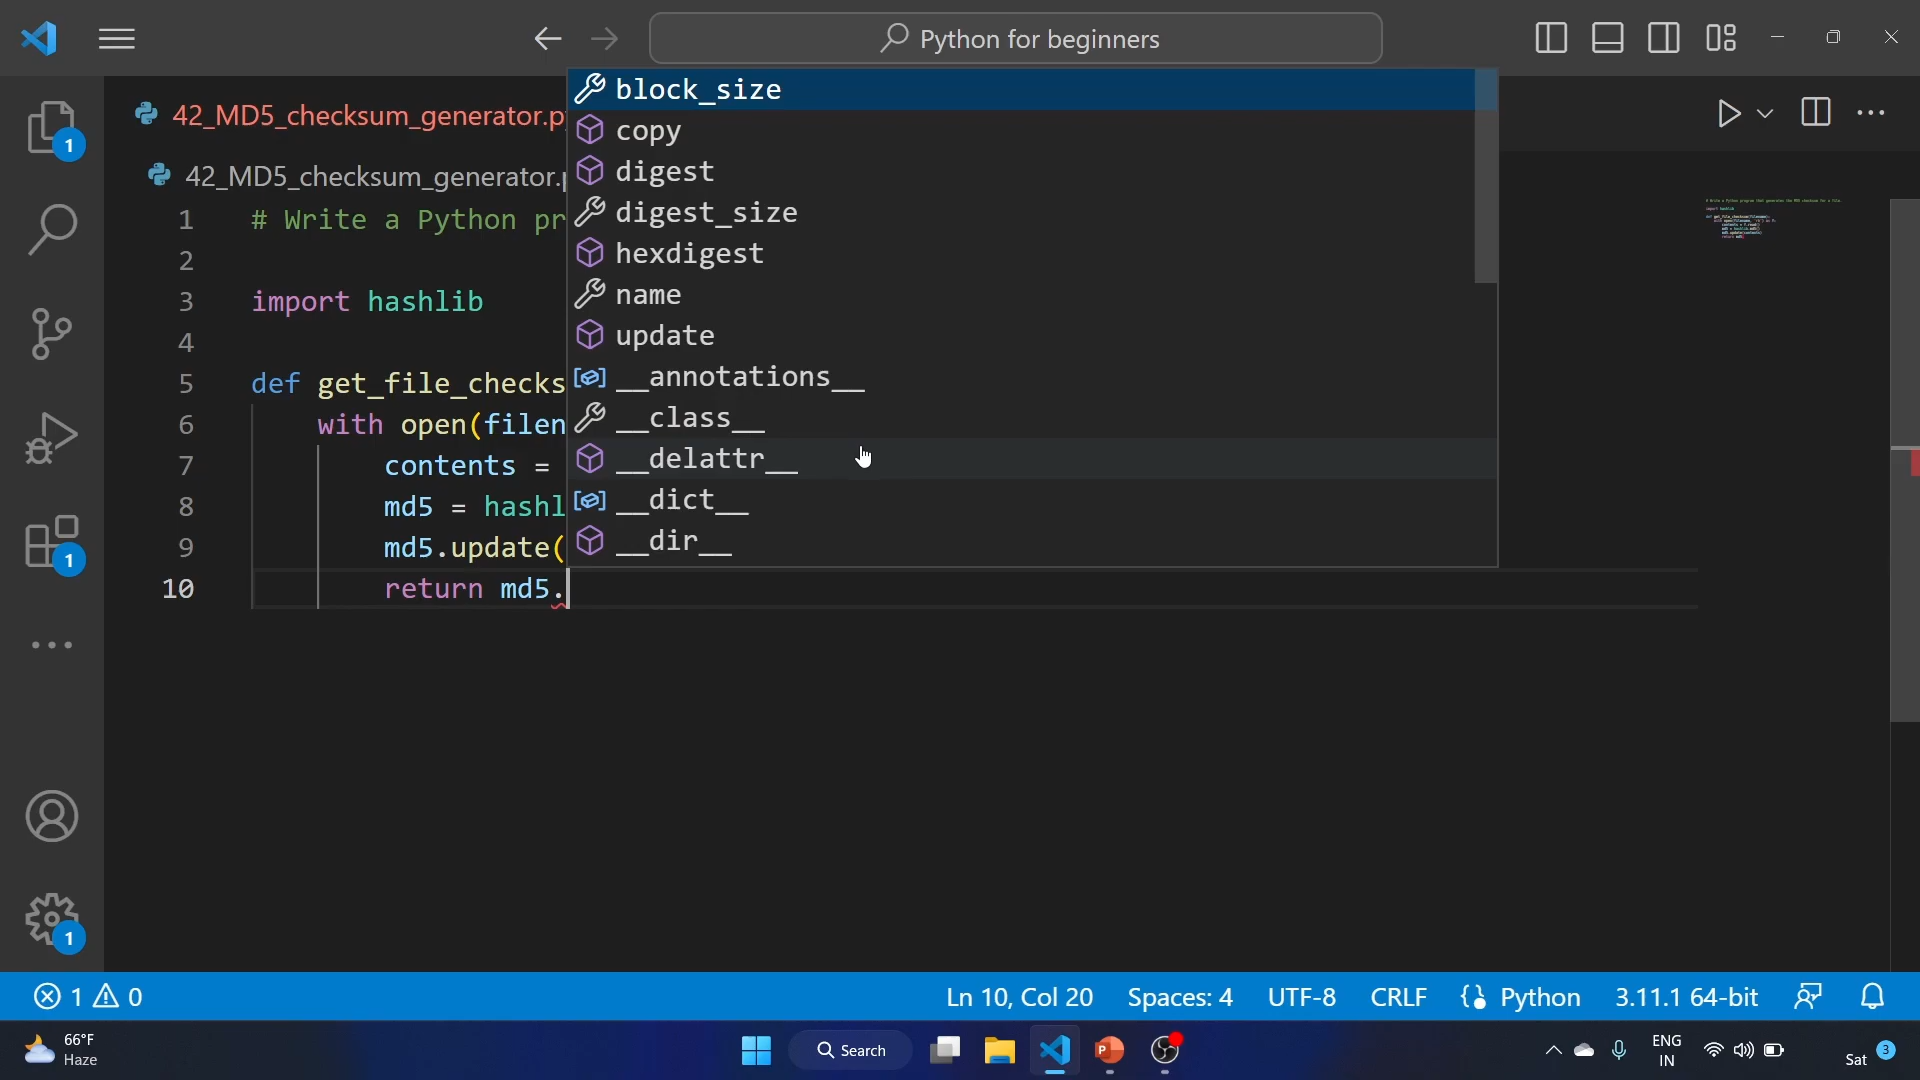 Python for beginners
42_MD5_checksum_generator.p
42_MD5_checksum_generator.
block_size
copy
digest
digest_size
hexdigest
name
update
__annotations__
__class__
__delattr__
__dict__
__dir__
1 # Write a Python pr
2
3 import hashlib
4
5 def get_file_checks
6 with open(filen
7 contents =
8 md5 = hashl
9 md5.update(
10 return md5.
1
1
1
1 0
Ln 10, Col 20
Spaces: 4
UTF-8
CRLF
Python
3.11.1 64-bit
66°F
Haze
Search
ENG
IN
Sat
3